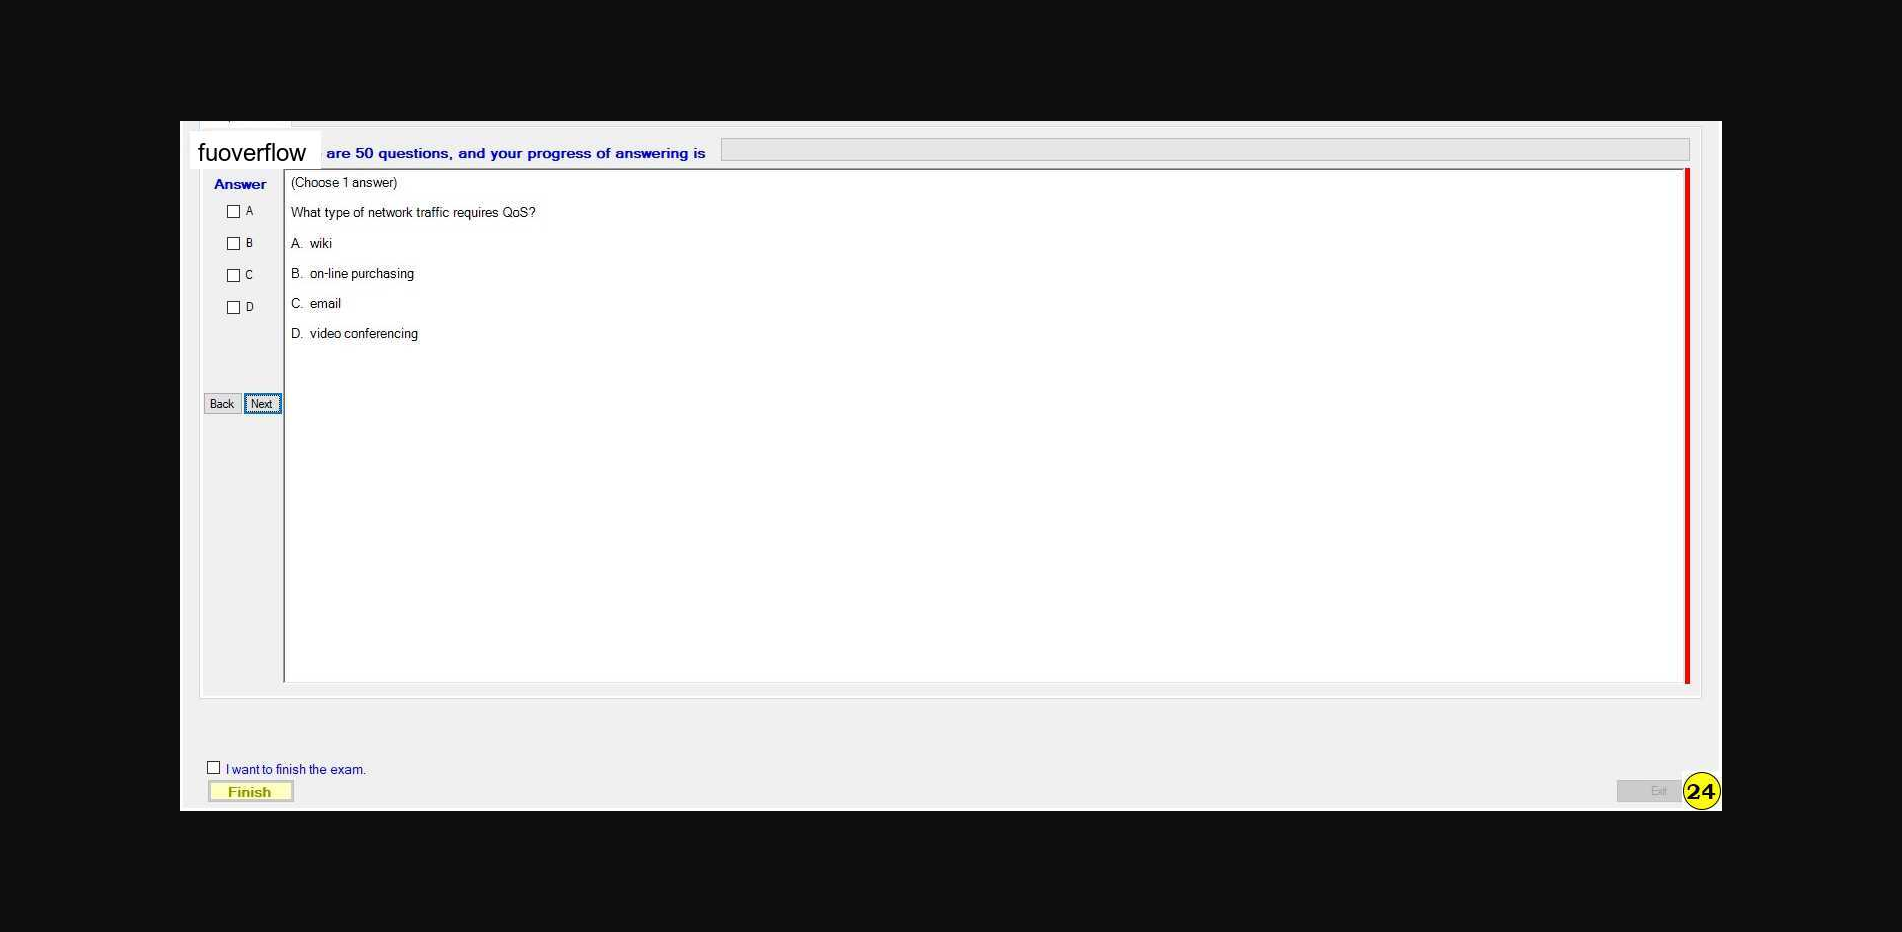 fuoverflow are 50 questions, and your progress of answering is
Answer
(Choose 1 answer)
A
What type of network traffic requires QoS?
B
A. wiki
C
B. on-line purchasing
D
C. email
D. video conferencing
Back Next
I want to finish the exam.
Finish
Exit
24